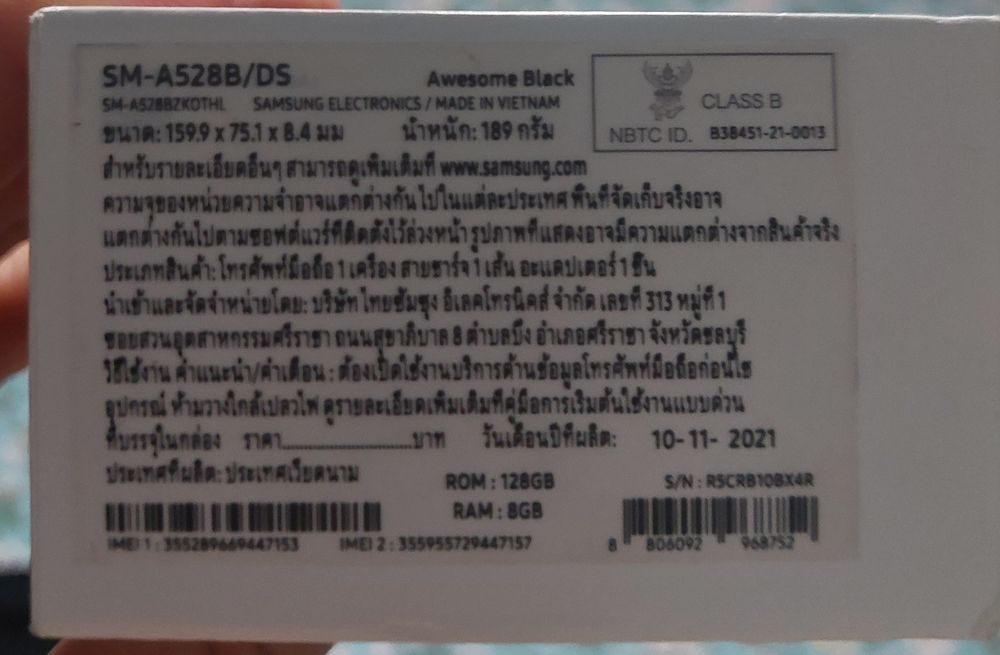 SM-A528B/DS Awesome Black
SM-A528BZKOTHL SAMSUNG ELECTRONICS / MADE IN VIETNAM
CLASS B
NBTC ID. B38451-21-0013
ขนาด: 159.9 x 75.1 x 8.4 มม น้ำหนัก: 189 กรัม
สำหรับรายละเอียดอื่นๆ สามารถดูเพิ่มเติมที่ www.samsung.com
ความจุของหน่วยความจำอาจแตกต่างกันไปในแต่ละประเทศ พื้นที่จัดเก็บจริงอาจ
แตกต่างกันไปตามซอฟต์แวร์ที่ติดตั้งไว้ล่วงหน้า รูปภาพที่แสดงอาจมีความแตกต่างจากสินค้าจริง
ประเภทสินค้า: โทรศัพท์มือถือ 1 เครื่อง สายชาร์จ 1 เส้น อะแดปเตอร์ 1 ชิ้น
นำเข้าและจัดจำหน่ายโดย: บริษัท ไทยซัมซุง อิเลคโทรนิคส์ จำกัด เลขที่ 313 หมู่ที่ 1
ซอยสวนอุตสาหกรรมศรีราชา ถนนสุขาภิบาล 8 ตำบลบึง อำเภอศรีราชา จังหวัดชลบุรี
วิธีใช้งาน คำแนะนำ/คำเตือน : ต้องเปิดใช้งานบริการด้านข้อมูลโทรศัพท์มือถือก่อนใช้
อุปกรณ์ ห้ามวางใกล้เปลวไฟ ดูรายละเอียดเพิ่มเติมที่คู่มือการเริ่มต้นใช้งานแบบด่วน
ที่บรรจุในกล่อง ราคา........................บาท วันเดือนปีที่ผลิต: 10-11- 2021
ประเทศที่ผลิต: ประเทศเวียดนาม ROM : 128GB S/N : R5CRB10BX4R
RAM : 8GB
IMEI 1 : 355289669447153 IMEI 2 : 355955729447157 8 806092 968752